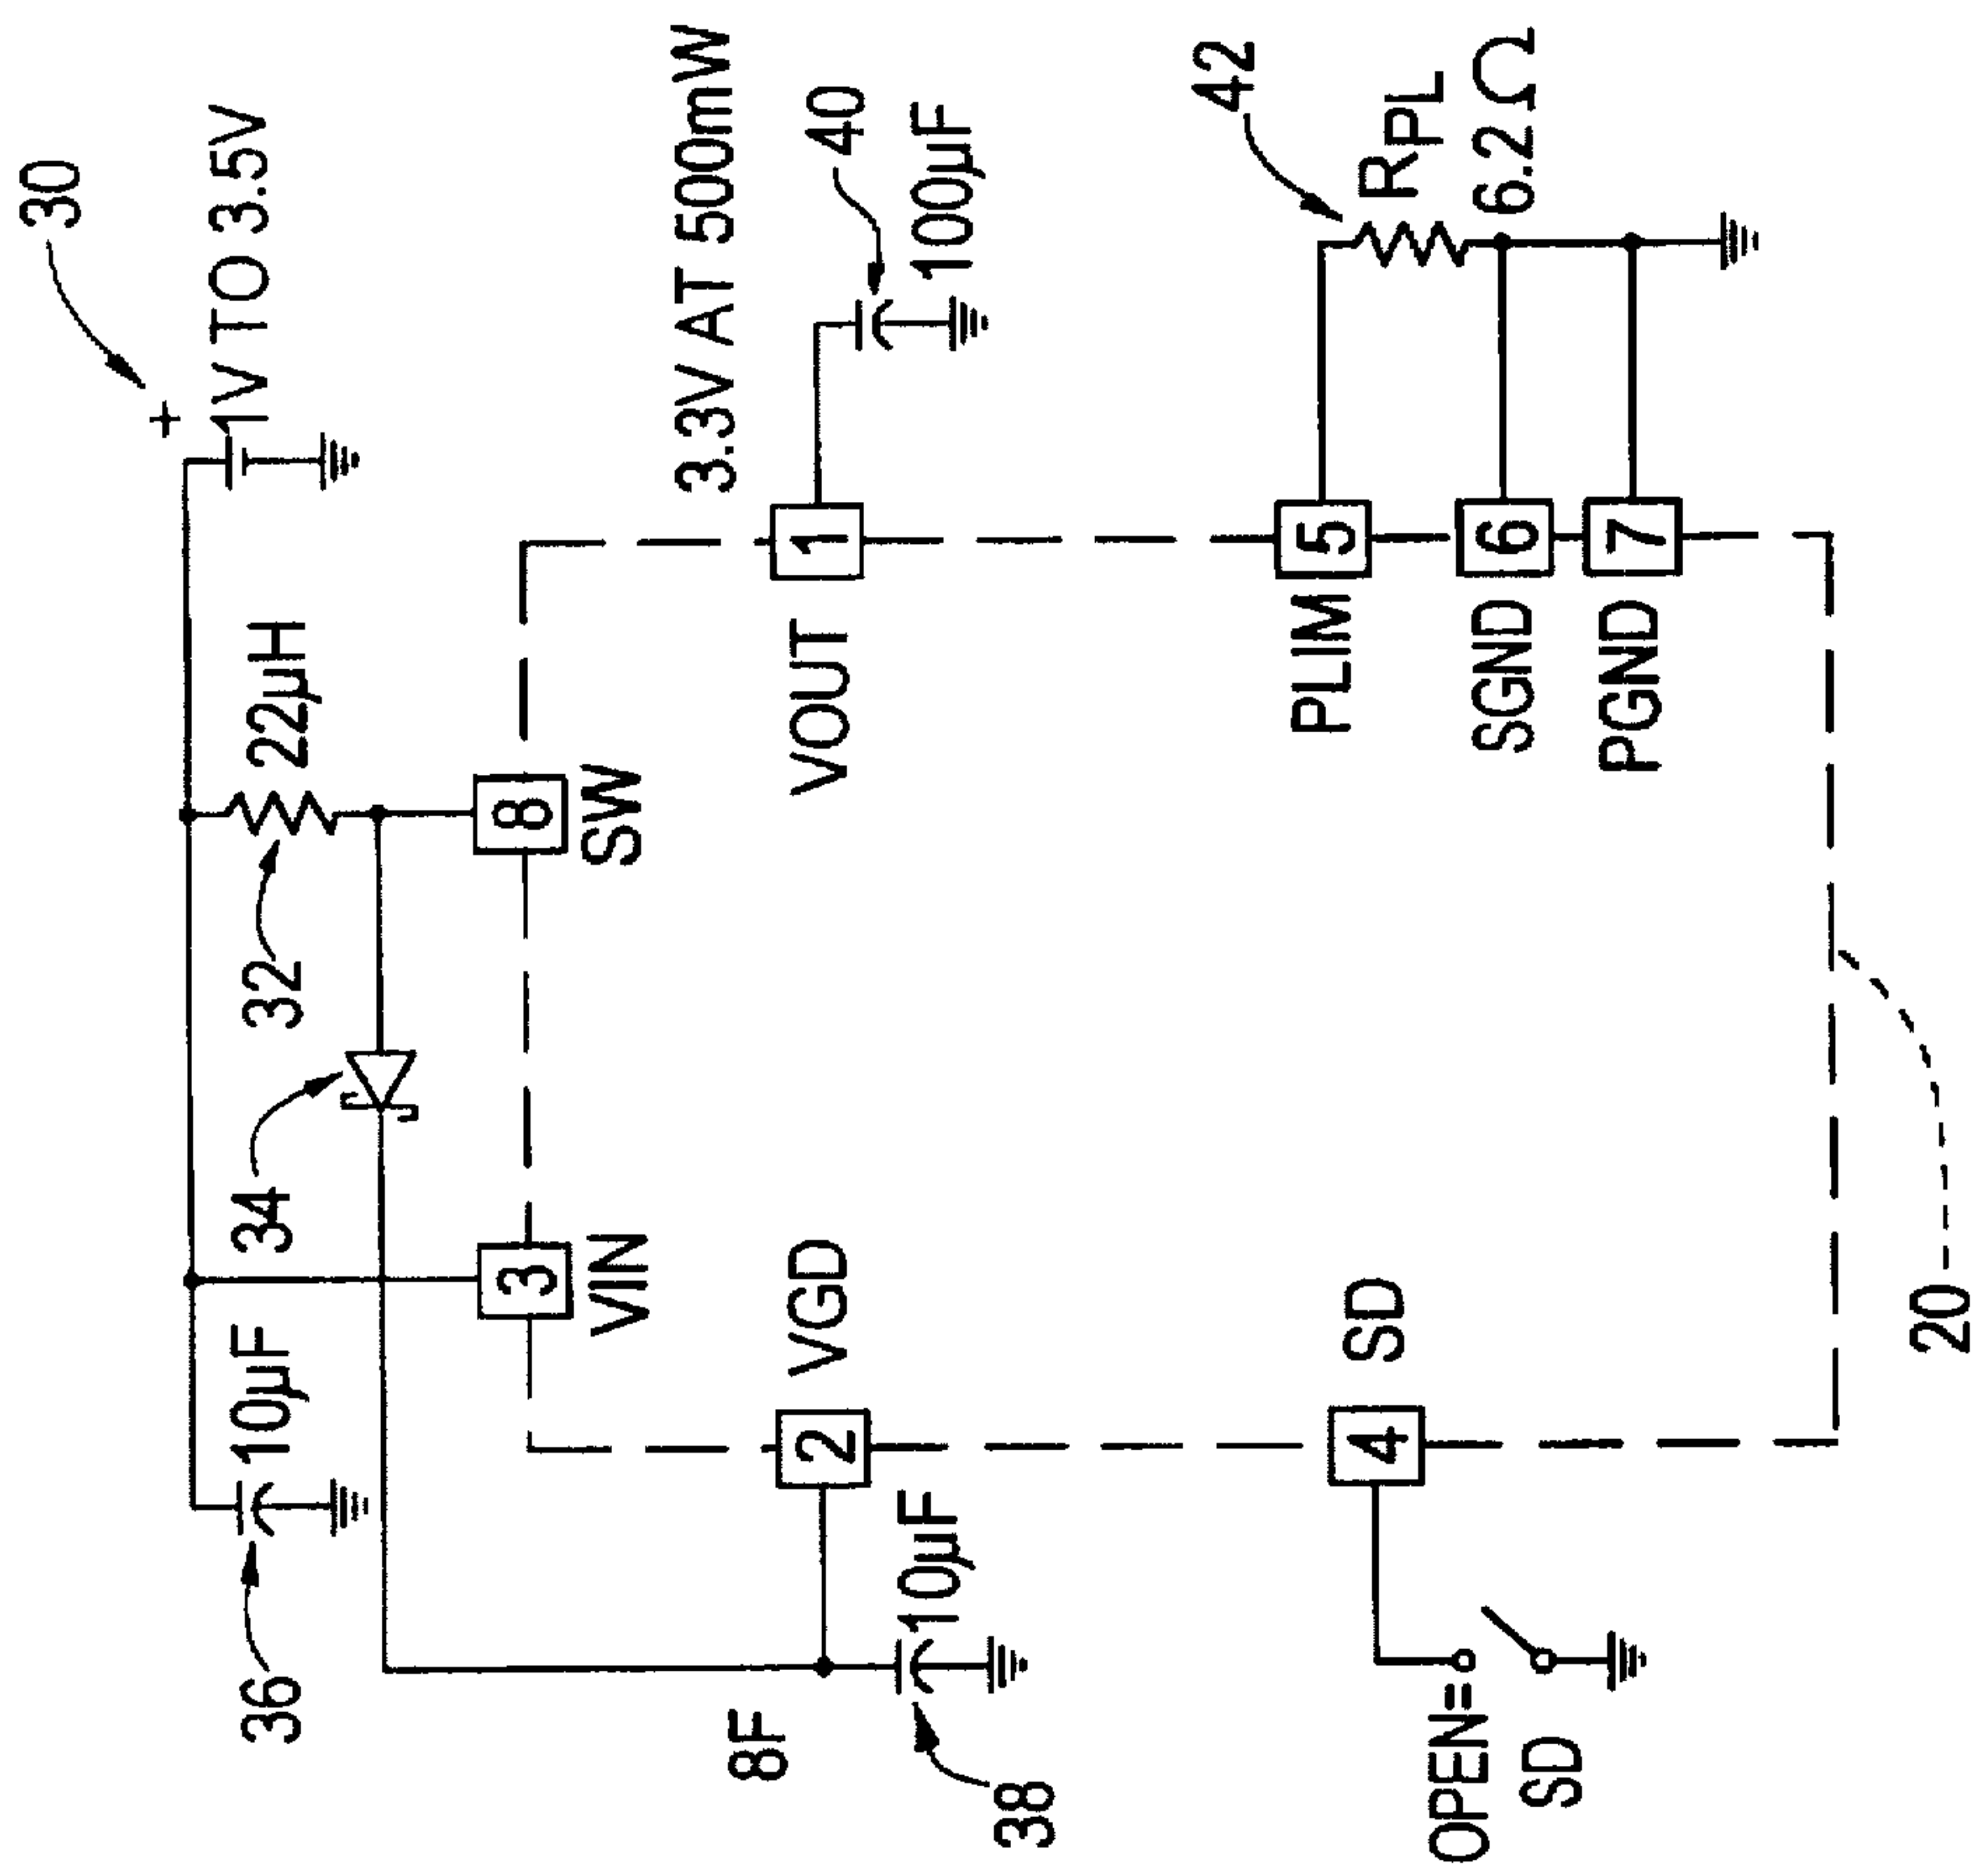 30
+
1V TO 3.5V
36
10µF
34
32
22µH
3
VIN
8
SW
3.3V AT 500mW
8F
2
VGD
VOUT
1
40
38
10µF
100µF
OPEN=
SD
4
SD
PLIM
5
42
RPL
6.2Ω
SGND
6
PGND
7
20